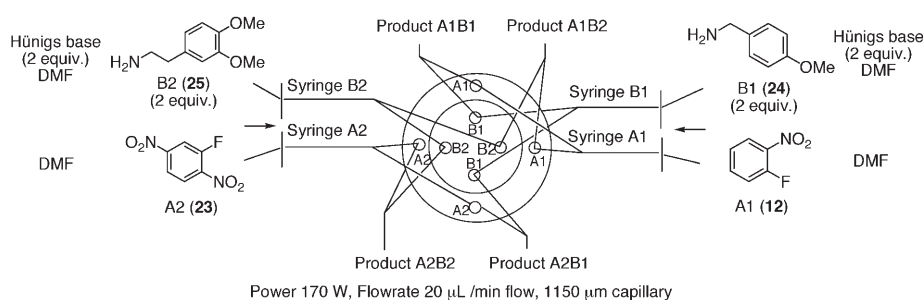 Product A1B1
Product A1B2
Hünigs base
(2 equiv.)
DMF
H₂N
OMe
OMe
B2 (25)
(2 equiv.)
Syringe B2
A1
B1
Syringe B1
H₂N
OMe
B1 (24)
(2 equiv.)
Hünigs base
(2 equiv.)
DMF
DMF
O₂N
F
NO₂
A2 (23)
Syringe A2
A2
B2
B2
B1
A1
A2
Syringe A1
NO₂
F
A1 (12)
DMF
Product A2B2
Product A2B1
Power 170 W, Flowrate 20 μL /min flow, 1150 μm capillary